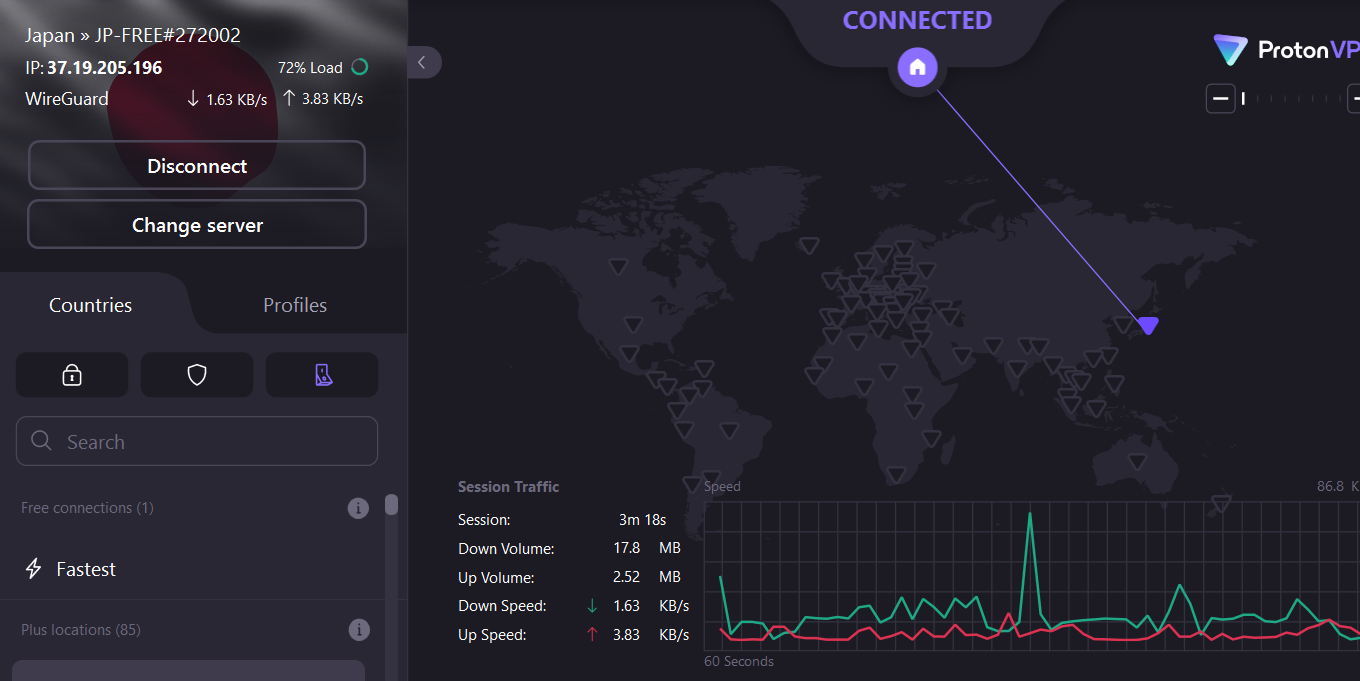 Japan » JP-FREE#272002
IP: 37.19.205.196
72% Load
WireGuard
↓ 1.63 KB/s ↑ 3.83 KB/s
Disconnect
Change server
Countries
Profiles
Search
Free connections (1)
Fastest
Plus locations (85)
CONNECTED
ProtonVP
Session Traffic
Session: 3m 18s
Down Volume: 17.8 MB
Up Volume: 2.52 MB
Down Speed: ↓ 1.63 KB/s
Up Speed: ↑ 3.83 KB/s
Speed
86.8 K
60 Seconds